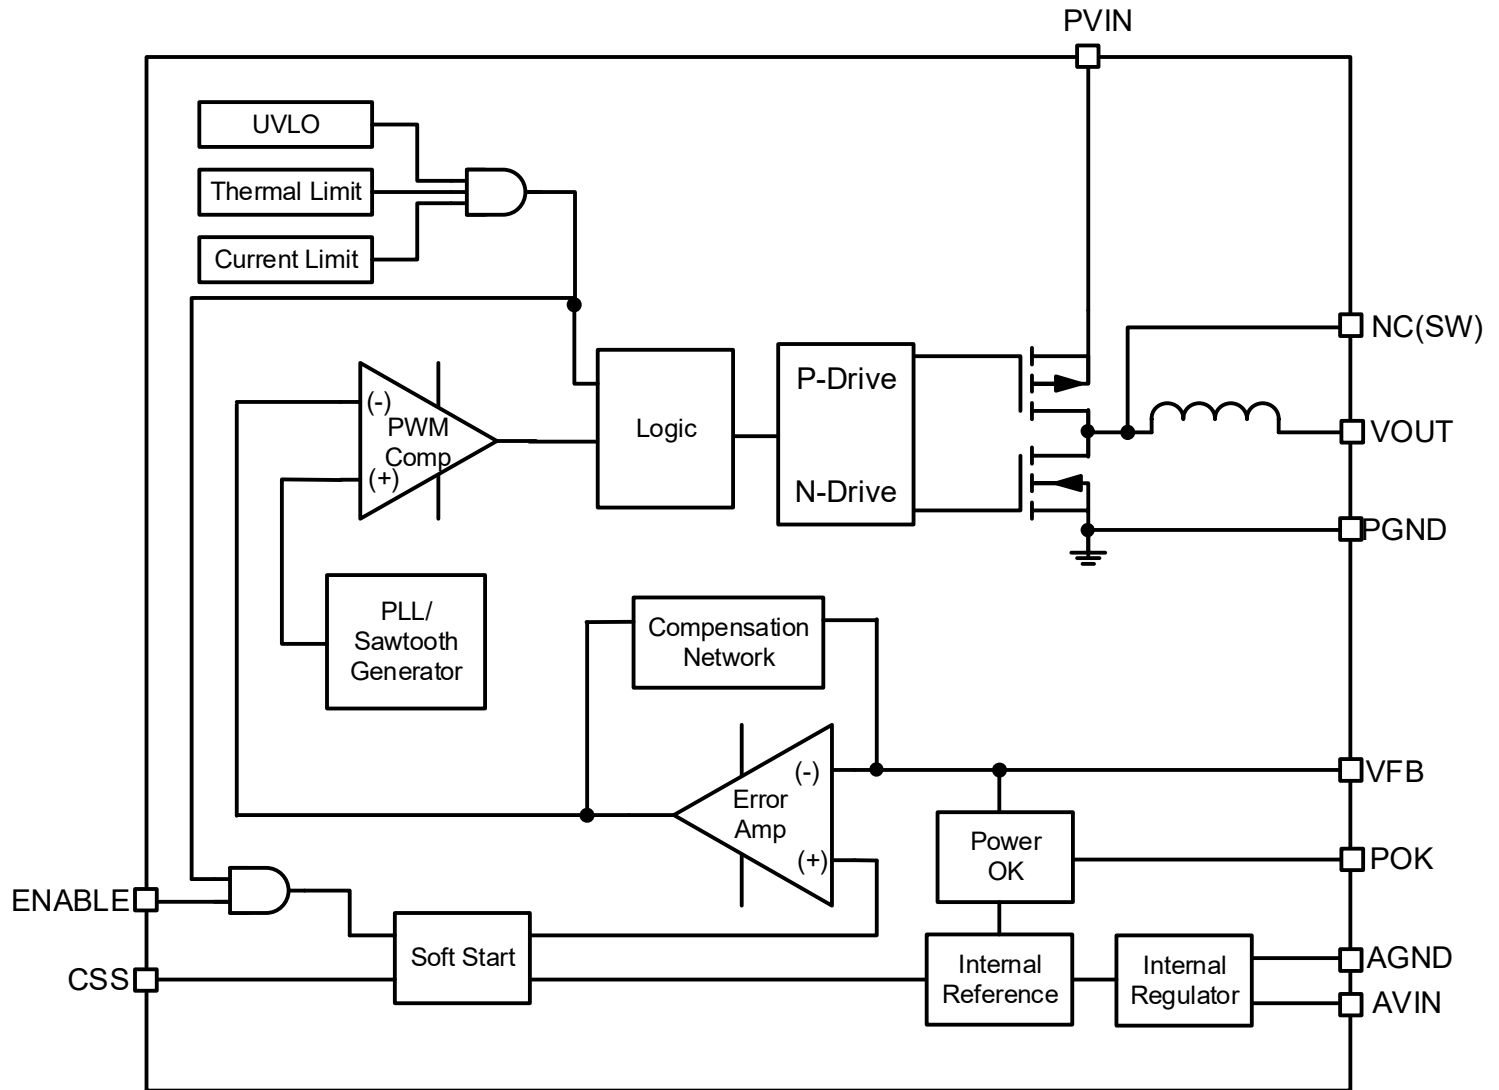 PVIN
UVLO
Thermal Limit
Current Limit
NC(SW)
(-)
PWM
Comp
(+)
Logic
P-Drive
N-Drive
VOUT
PGND
PLL/
Sawtooth
Generator
Compensation
Network
(-)
Error
Amp
(+)
VFB
Power
OK
POK
ENABLE
CSS
Soft Start
Internal
Reference
Internal
Regulator
AGND
AVIN